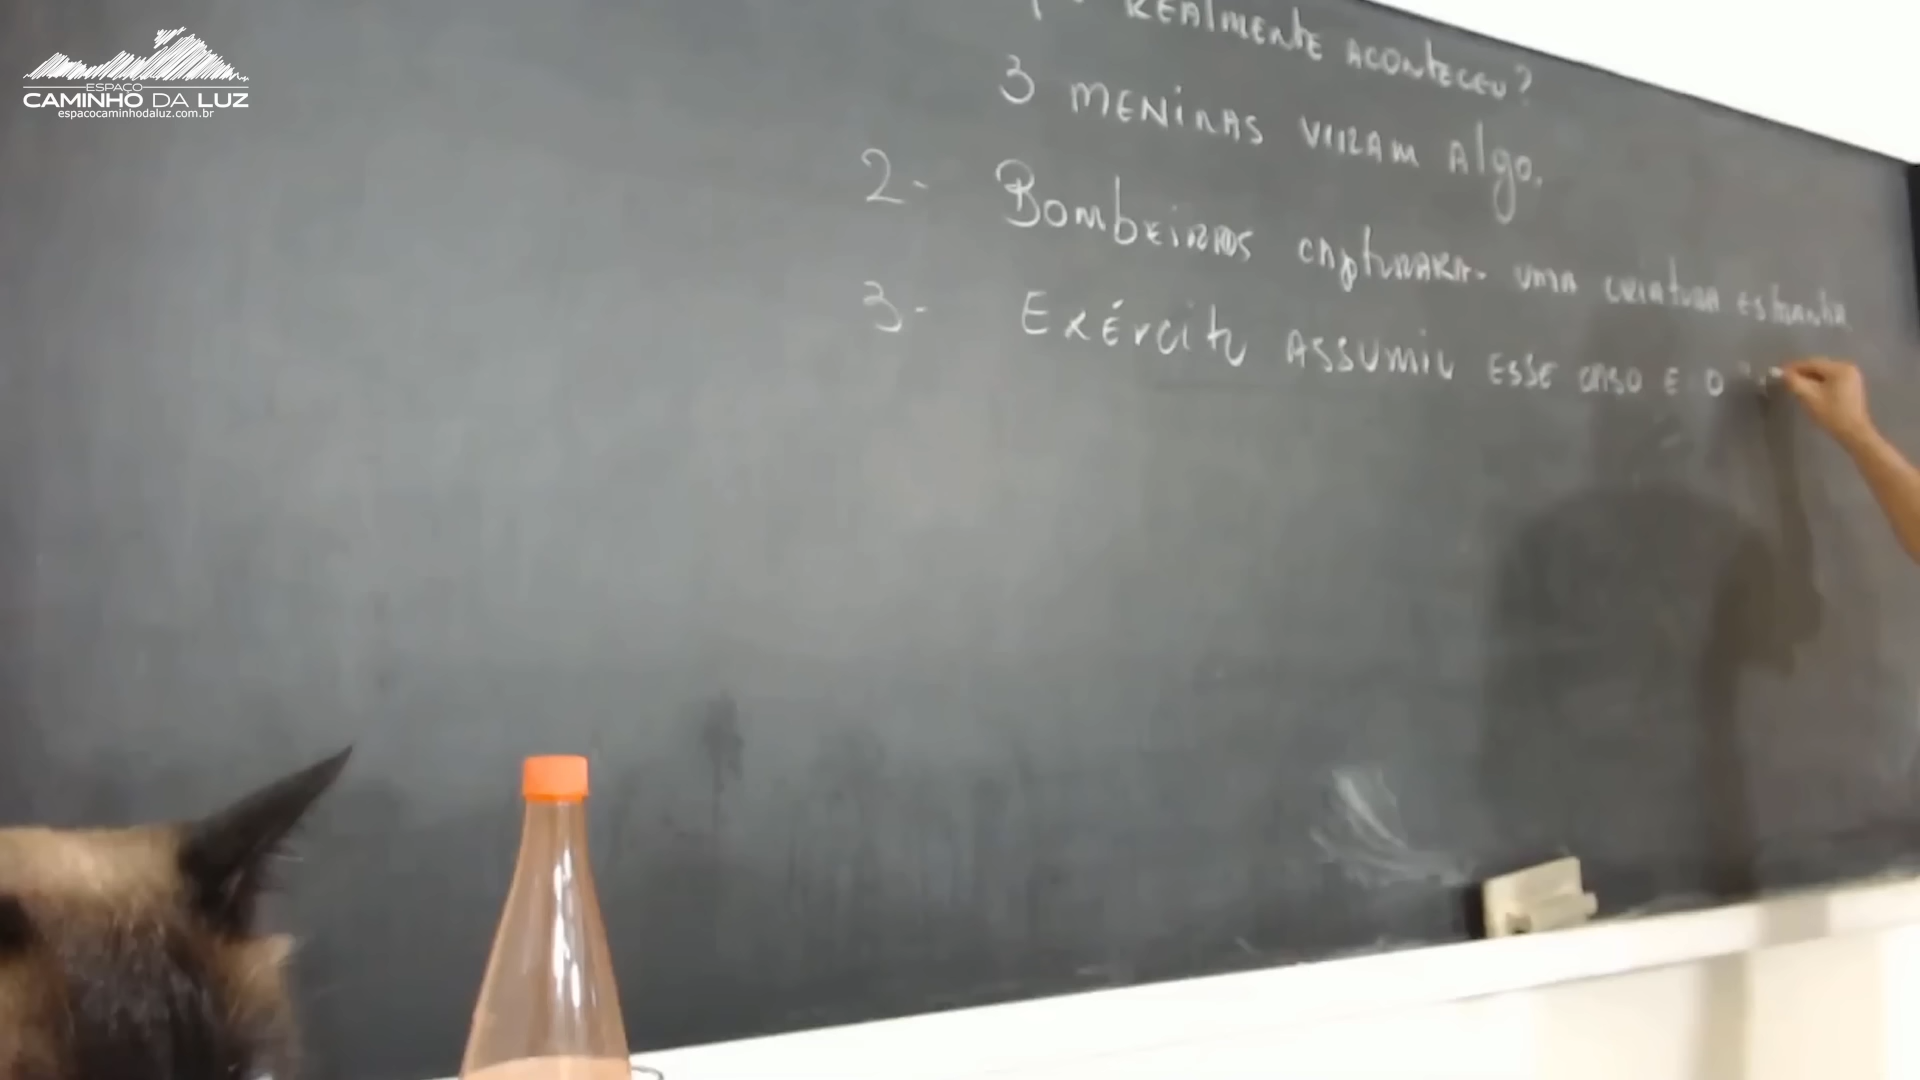 ESPAÇO
CAMINHO DA LUZ
espacocaminhodaluz.com.br
REALMENTE ACONTECEU?
3 MENINAS VIRAM Algo.
2- BombEIROS CAPTURARA- UMA CRIATURA ESTRANHA
3- EXÉrcito ASSUMIU ESSE CASO E O